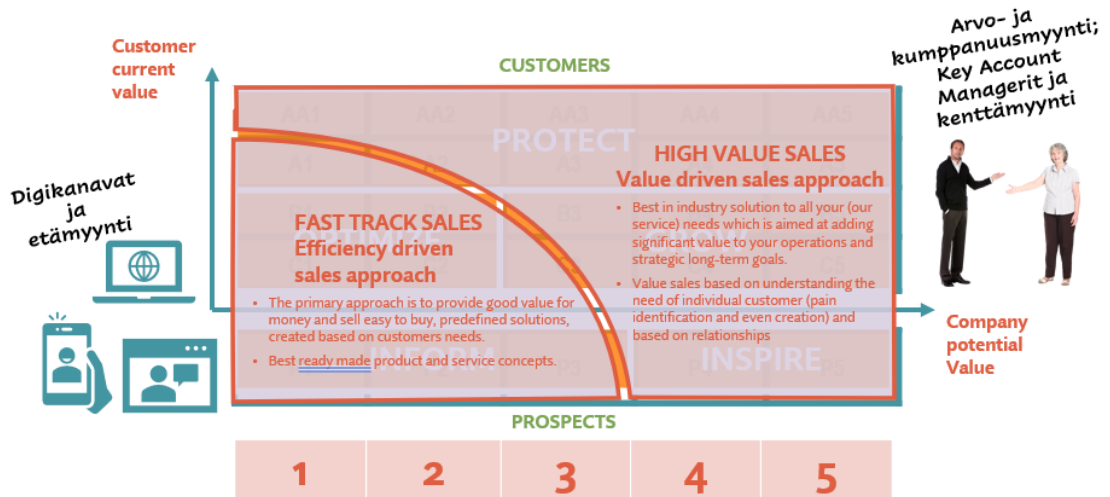 Customer
current
value
CUSTOMERS
Arvo- ja
kumppanuusmyynti;
Key Account
Managerit ja
kenttämyynti
Digikanavat
ja
etämyynti
AA1
AA2
AA3
AA4
AA5
PROTECT
A1
A3
B3
OPTIMIZE
GROW
C5
INFORM
INSPIRE
P3
P5
FAST TRACK SALES
Efficiency driven
sales approach
• The primary approach is to provide good value for
money and sell easy to buy, predefined solutions,
created based on customers needs.
• Best ready made product and service concepts.
HIGH VALUE SALES
Value driven sales approach
• Best in industry solution to all your (our
service) needs which is aimed at adding
significant value to your operations and
strategic long-term goals.
• Value sales based on understanding the
need of individual customer (pain
identification and even creation) and
based on relationships
Company
potential
Value
PROSPECTS
1
2
3
4
5